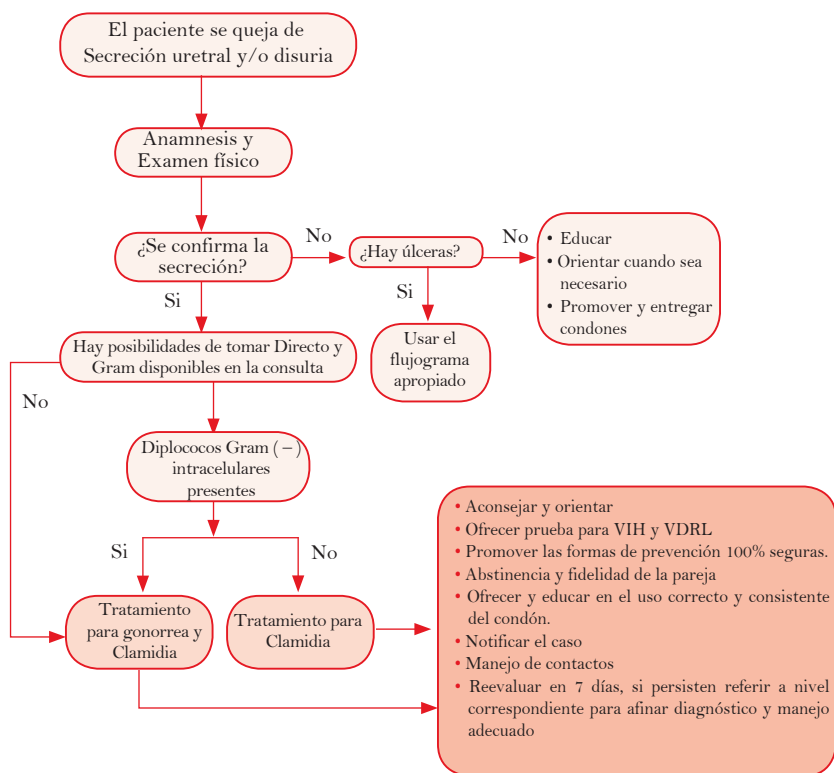 El paciente se queja de
Secreción uretral y/o disuria
Anamnesis y
Examen físico
¿Se confirma la
secreción?
No
¿Hay úlceras?
No
• Educar
• Orientar cuando sea
necesario
• Promover y entregar
condones
Si
Si
Usar el
flujograma
apropiado
Hay posibilidades de tomar Directo y
Gram disponibles en la consulta
No
Diplococos Gram (−)
intracelulares
presentes
Si
No
Tratamiento
para gonorrea y
Clamidia
Tratamiento para
Clamidia
• Aconsejar y orientar
• Ofrecer prueba para VIH y VDRL
• Promover las formas de prevención 100% seguras.
• Abstinencia y fidelidad de la pareja
• Ofrecer y educar en el uso correcto y consistente
del condón.
• Notificar el caso
• Manejo de contactos
• Reevaluar en 7 días, si persisten referir a nivel
correspondiente para afinar diagnóstico y manejo
adecuado